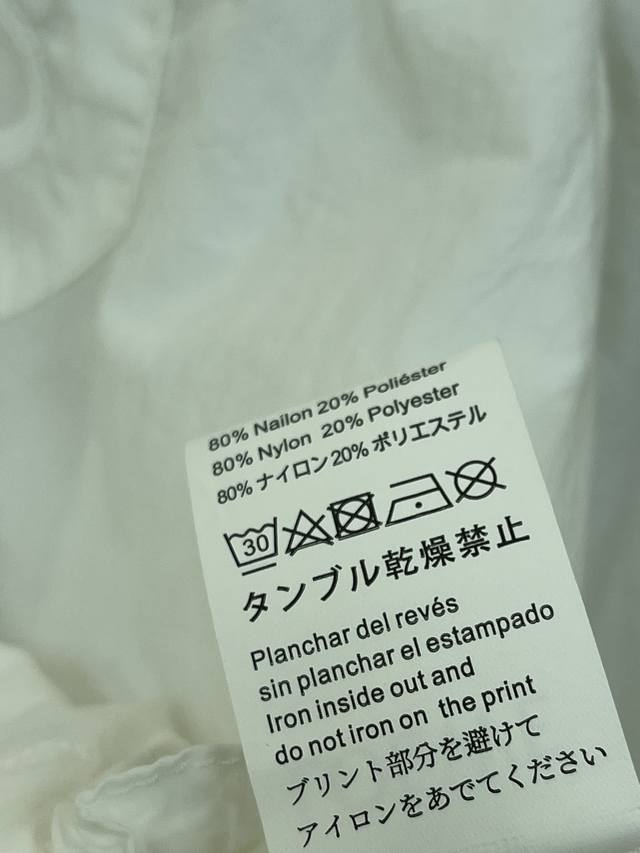 80% Nailon 20% Poliéster
80% Nylon 20% Polyester
80% ナイロン 20% ポリエステル
30
タンブル乾燥禁止
Planchar del revés
sin planchar el estampado
Iron inside out and
do not iron on the print
プリント部分を避けて
アイロンをあでてください